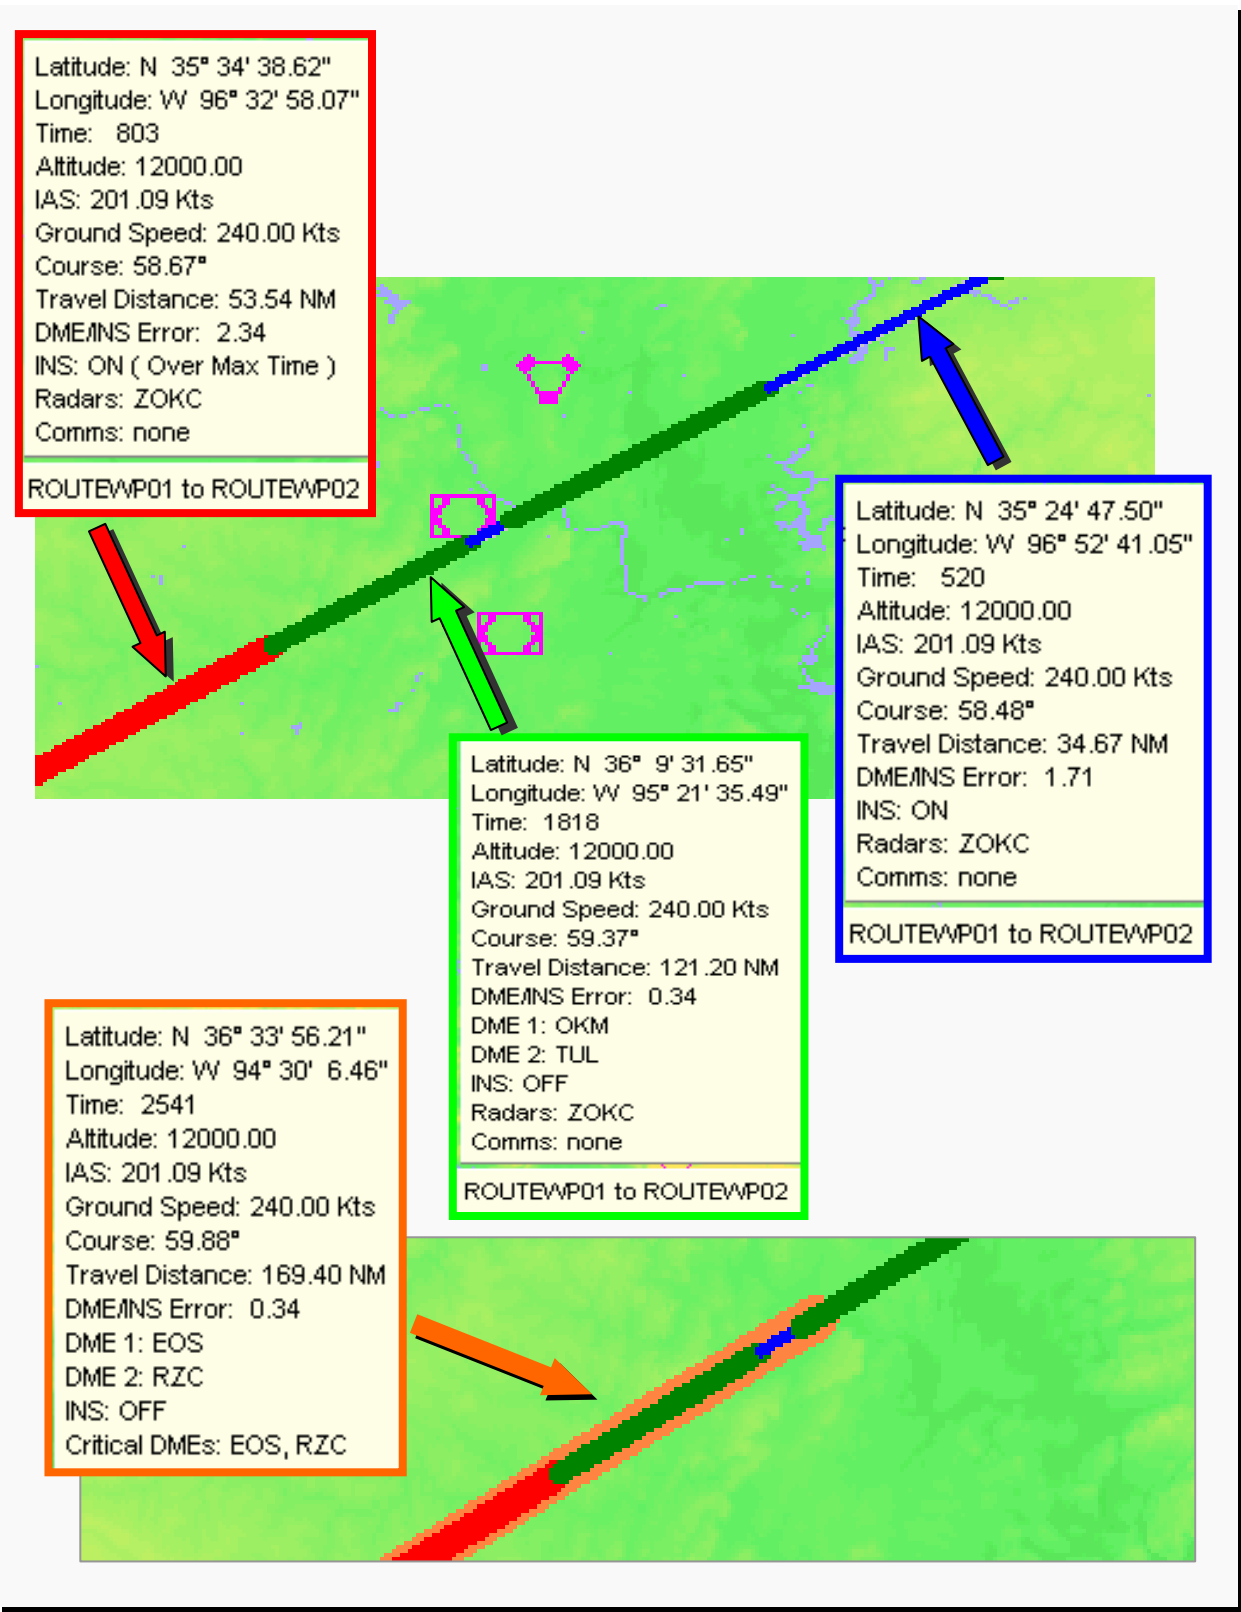 Latitude: N 35° 34' 38.62"
Longitude: W 96° 32' 58.07"
Time: 803
Altitude: 12000.00
IAS: 201.09 Kts
Ground Speed: 240.00 Kts
Course: 58.67°
Travel Distance: 53.54 NM
DME/INS Error: 2.34
INS: ON ( Over Max Time )
Radars: ZOKC
Comms: none
ROUTEWP01 to ROUTEWP02
Latitude: N 35° 24' 47.50"
Longitude: W 96° 52' 41.05"
Time: 520
Altitude: 12000.00
IAS: 201.09 Kts
Ground Speed: 240.00 Kts
Course: 58.48°
Travel Distance: 34.67 NM
DME/INS Error: 1.71
INS: ON
Radars: ZOKC
Comms: none
ROUTEWP01 to ROUTEWP02
Latitude: N 36° 9' 31.65"
Longitude: W 95° 21' 35.49"
Time: 1818
Altitude: 12000.00
IAS: 201.09 Kts
Ground Speed: 240.00 Kts
Course: 59.37°
Travel Distance: 121.20 NM
DME/INS Error: 0.34
DME 1: OKM
DME 2: TUL
INS: OFF
Radars: ZOKC
Comms: none
ROUTEWP01 to ROUTEWP02
Latitude: N 36° 33' 56.21"
Longitude: W 94° 30' 6.46"
Time: 2541
Altitude: 12000.00
IAS: 201.09 Kts
Ground Speed: 240.00 Kts
Course: 59.88°
Travel Distance: 169.40 NM
DME/INS Error: 0.34
DME 1: EOS
DME 2: RZC
INS: OFF
Critical DMEs: EOS, RZC